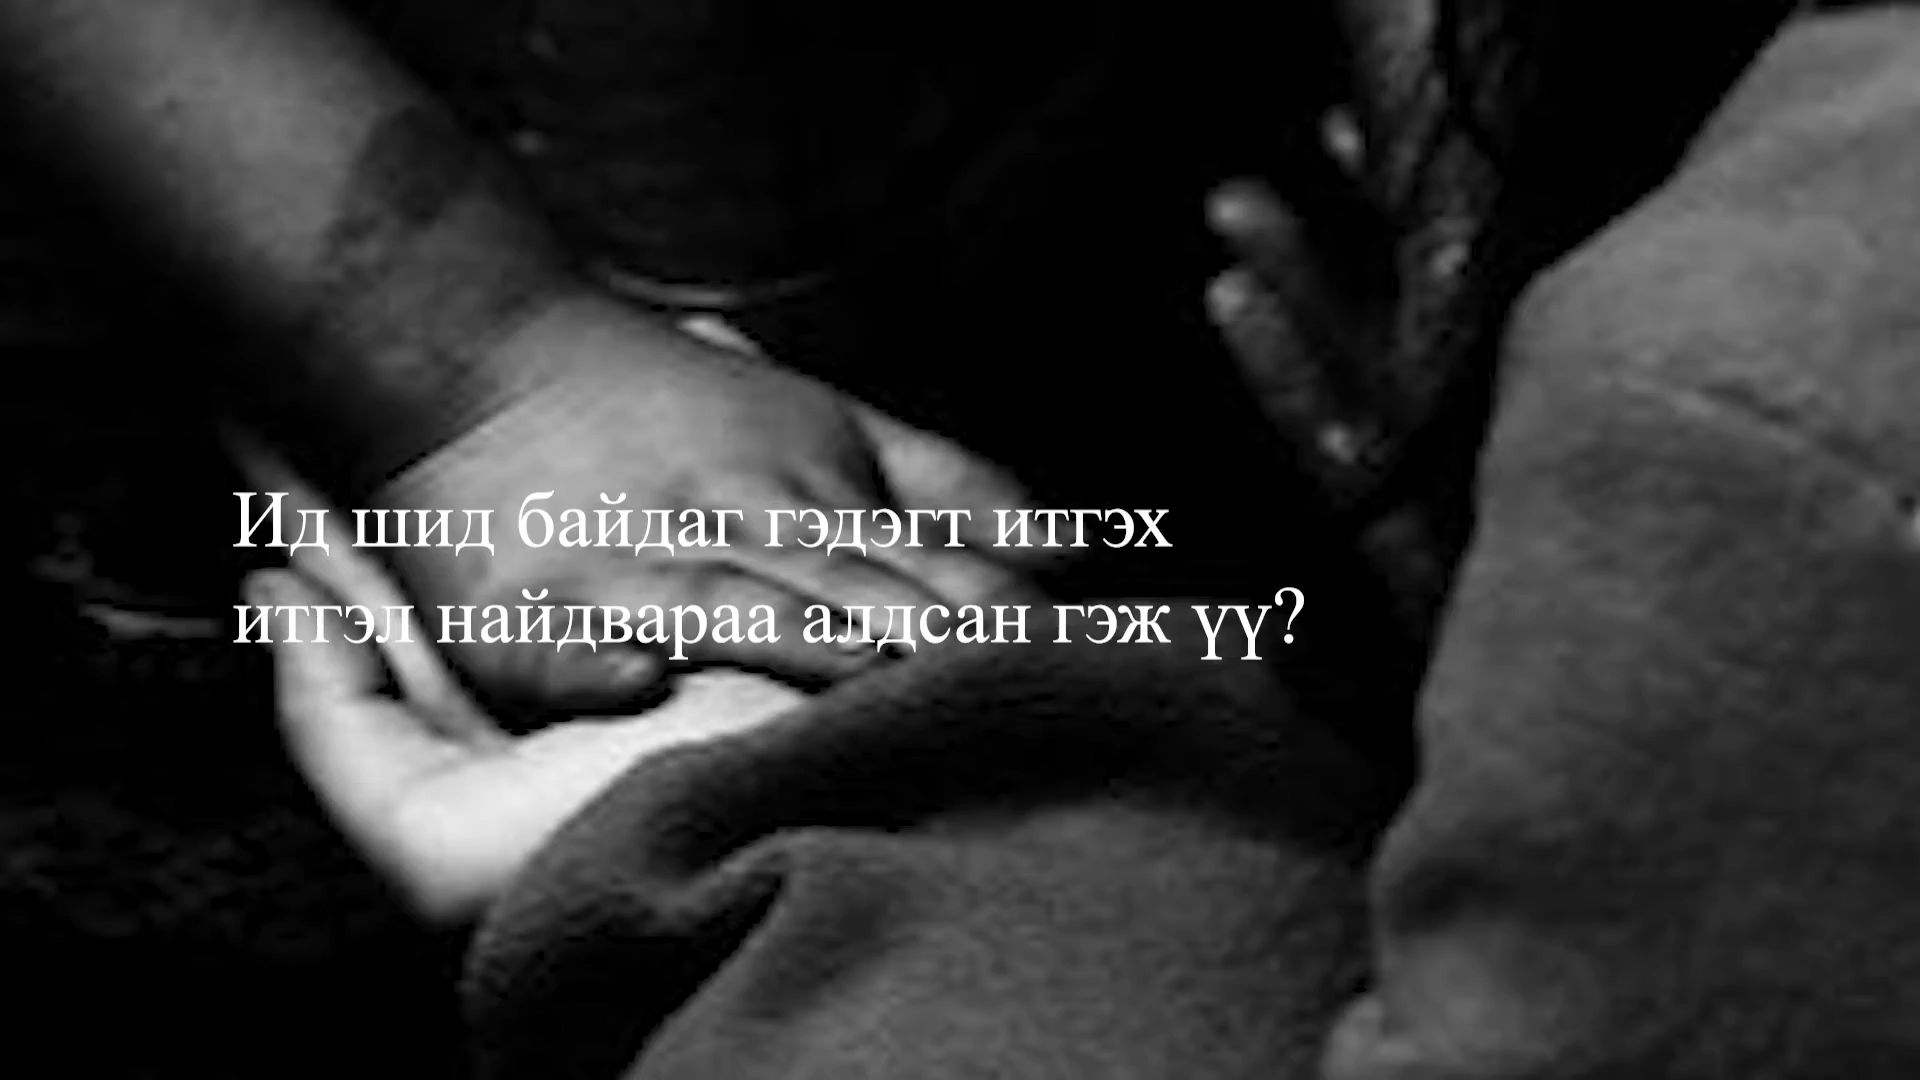 Ид шид байдаг гэдэгт итгэх
итгэл найдвараа алдсан гэж үү?